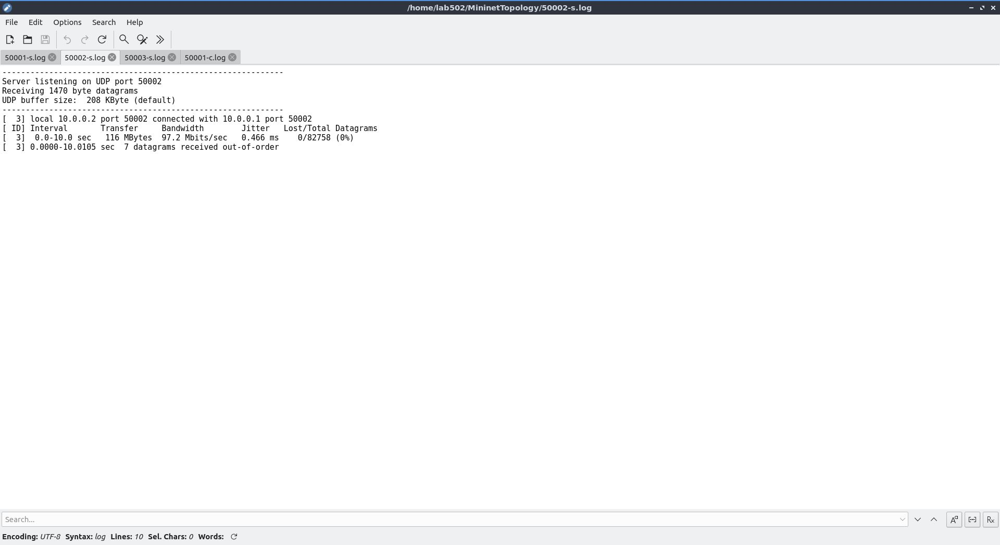 /home/lab502/MininetTopology/50002-s.log
File Edit Options Search Help
50001-s.log 50002-s.log 50003-s.log 50001-c.log
------------------------------------------------------------
Server listening on UDP port 50002
Receiving 1470 byte datagrams
UDP buffer size:  208 KByte (default)
------------------------------------------------------------
[  3] local 10.0.0.2 port 50002 connected with 10.0.0.1 port 50002
[ ID] Interval       Transfer     Bandwidth        Jitter   Lost/Total Datagrams
[  3]  0.0-10.0 sec   116 MBytes  97.2 Mbits/sec   0.466 ms    0/82758 (0%)
[  3] 0.0000-10.0105 sec  7 datagrams received out-of-order
Search...
Encoding: UTF-8 Syntax: log Lines: 10 Sel. Chars: 0 Words: